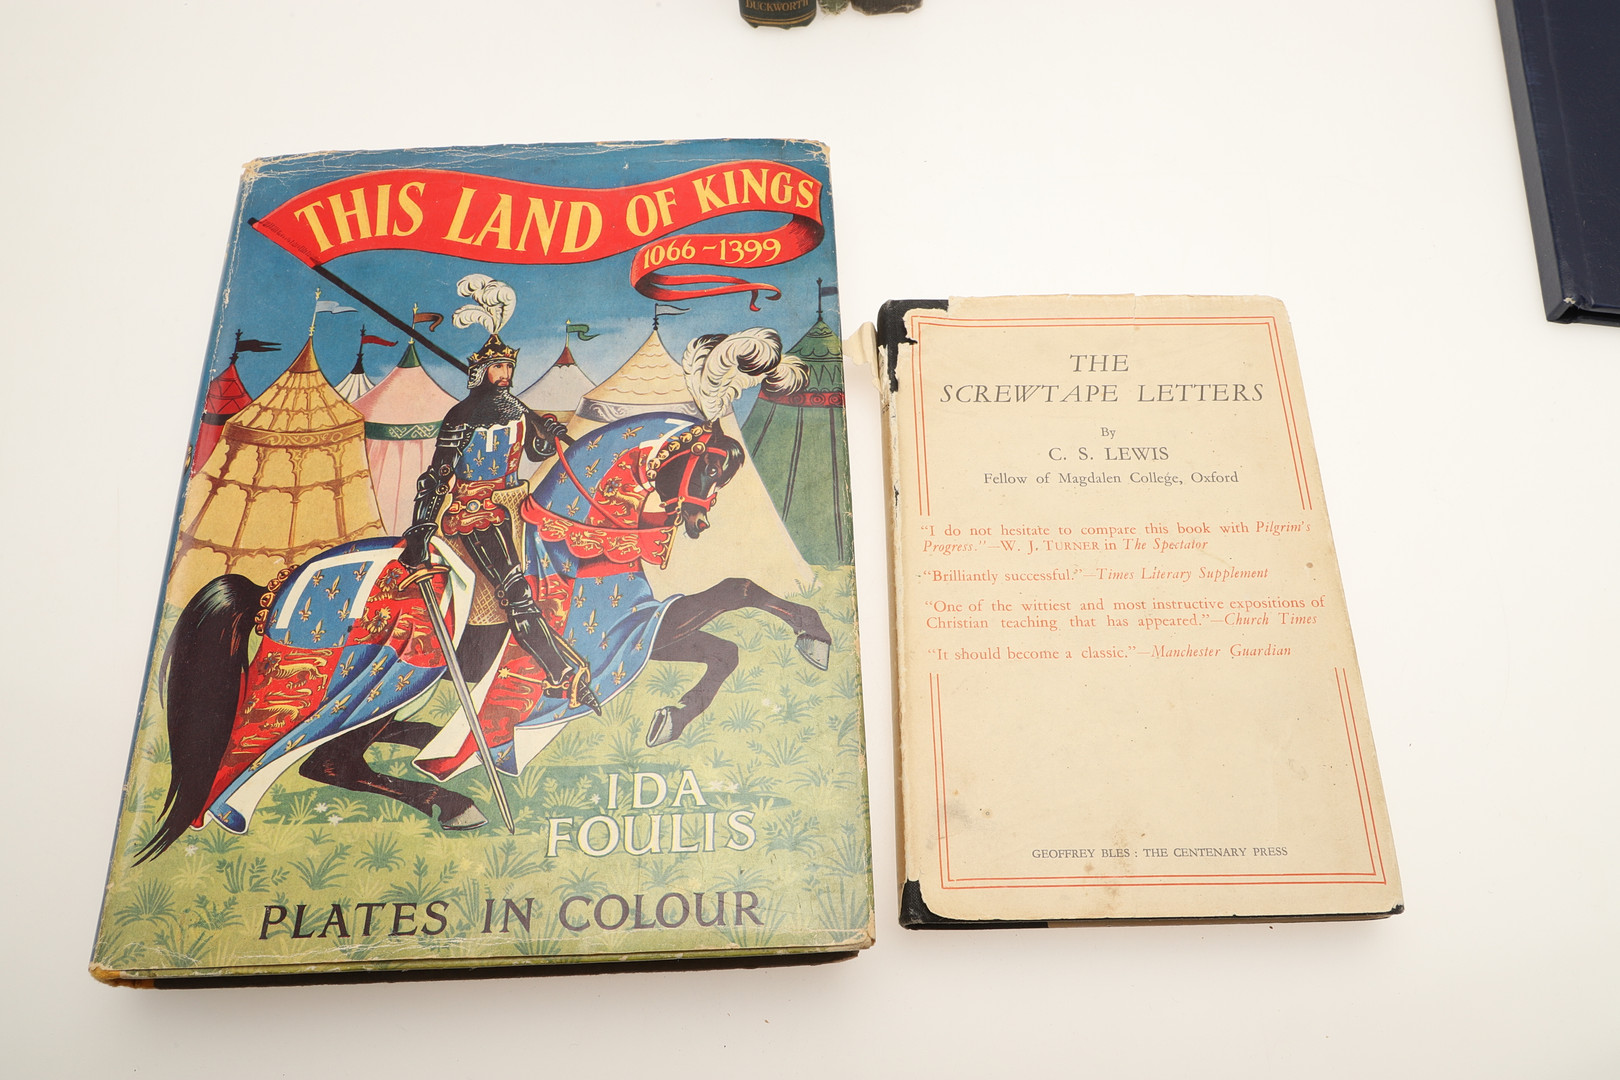 DUCKWORTH
THIS LAND OF KINGS
1066-1399
IDA
FOULIS
PLATES IN COLOUR
THE
SCREWTAPE LETTERS
By
C. S. LEWIS
Fellow of Magdalen College, Oxford
"I do not hesitate to compare this book with Pilgrim's
Progress."—W. J. TURNER in The Spectator
"Brilliantly successful."—Times Literary Supplement
"One of the wittiest and most instructive expositions of
Christian teaching that has appeared."—Church Times
"It should become a classic."—Manchester Guardian
GEOFFREY BLES : THE CENTENARY PRESS